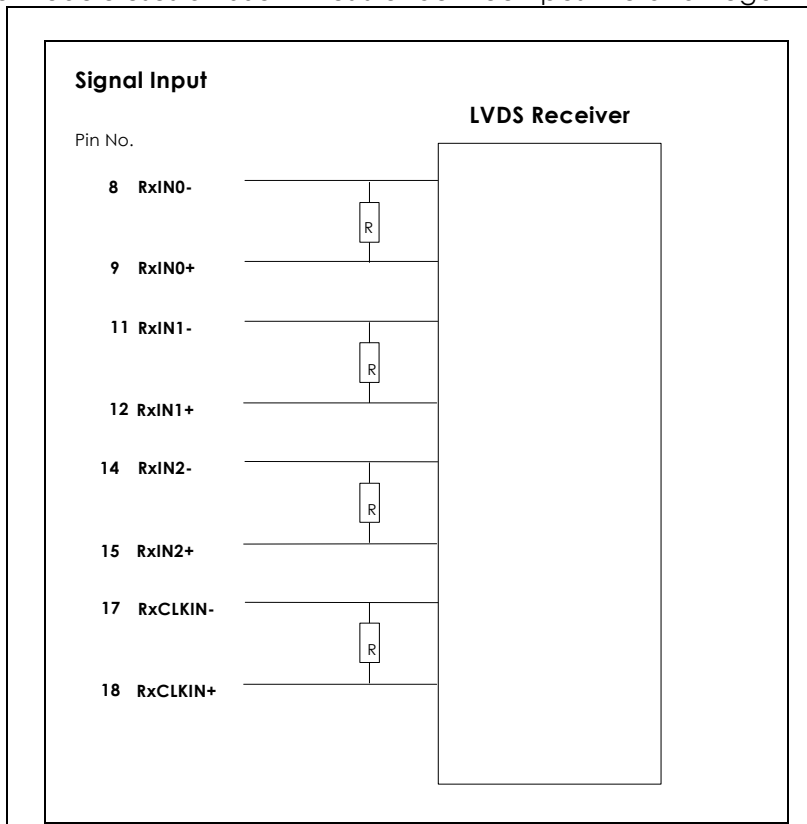 Signal Input
LVDS Receiver
Pin No.
8 RxIN0-
R
9 RxIN0+
11 RxIN1-
R
12 RxIN1+
14 RxIN2-
R
15 RxIN2+
17 RxCLKIN-
R
18 RxCLKIN+